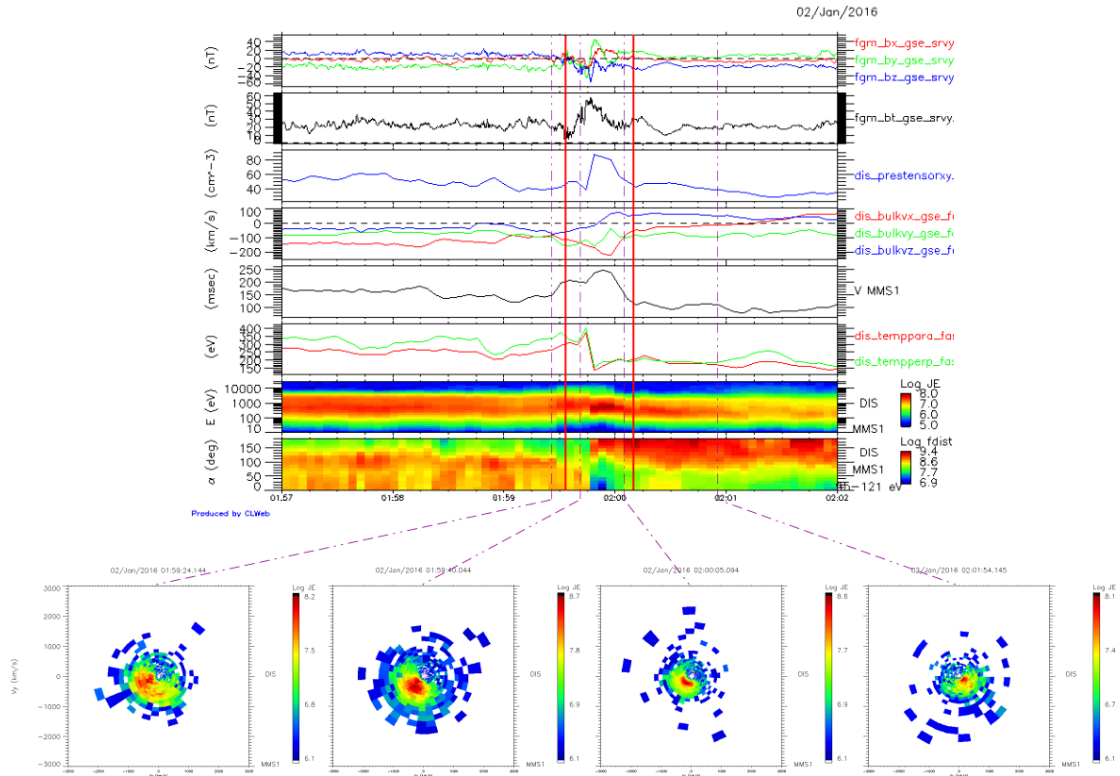 02/Jan/2016
(nT)
40
20
0
-20
-60
fgm_bx_gse_srvy
fgm_by_gse_srvy
fgm_bz_gse_srvy
(nT)
60
50
40
30
20
10
0
fgm_bt_gse_srvy.
(cm^-3)
80
60
40
dis_prestensorxy.
(km/s)
100
0
-100
-200
dis_bulkvx_gse_f
dis_bulkvy_gse_f
dis_bulkvz_gse_f
(msec)
250
200
150
100
V MMS1
(eV)
400
350
300
250
200
150
dis_temppara_fa
dis_tempperp_fa
E (eV)
10000
1000
100
10
DIS
MMS1
Log JE
8.0
7.0
6.0
5.0
α (deg)
150
100
50
0
DIS
MMS1
Log fdist
9.4
8.6
7.7
6.9
-121 eV
01:57
01:58
01:59
02:00
02:01
02:02
Produced by CLWeb
02/Jan/2016 01:59:24.144
Log JE
8.2
7.5
6.8
6.1
Vy (km/s)
3000
2000
1000
0
-1000
-2000
-3000
DIS
MMS1
02/Jan/2016 01:59:40.044
Log JE
8.7
7.8
6.9
6.1
DIS
MMS1
02/Jan/2016 02:00:05.094
Log JE
8.6
7.8
6.9
6.1
DIS
MMS1
02/Jan/2016 02:01:54.145
Log JE
8.1
7.4
6.8
6.1
DIS
MMS1